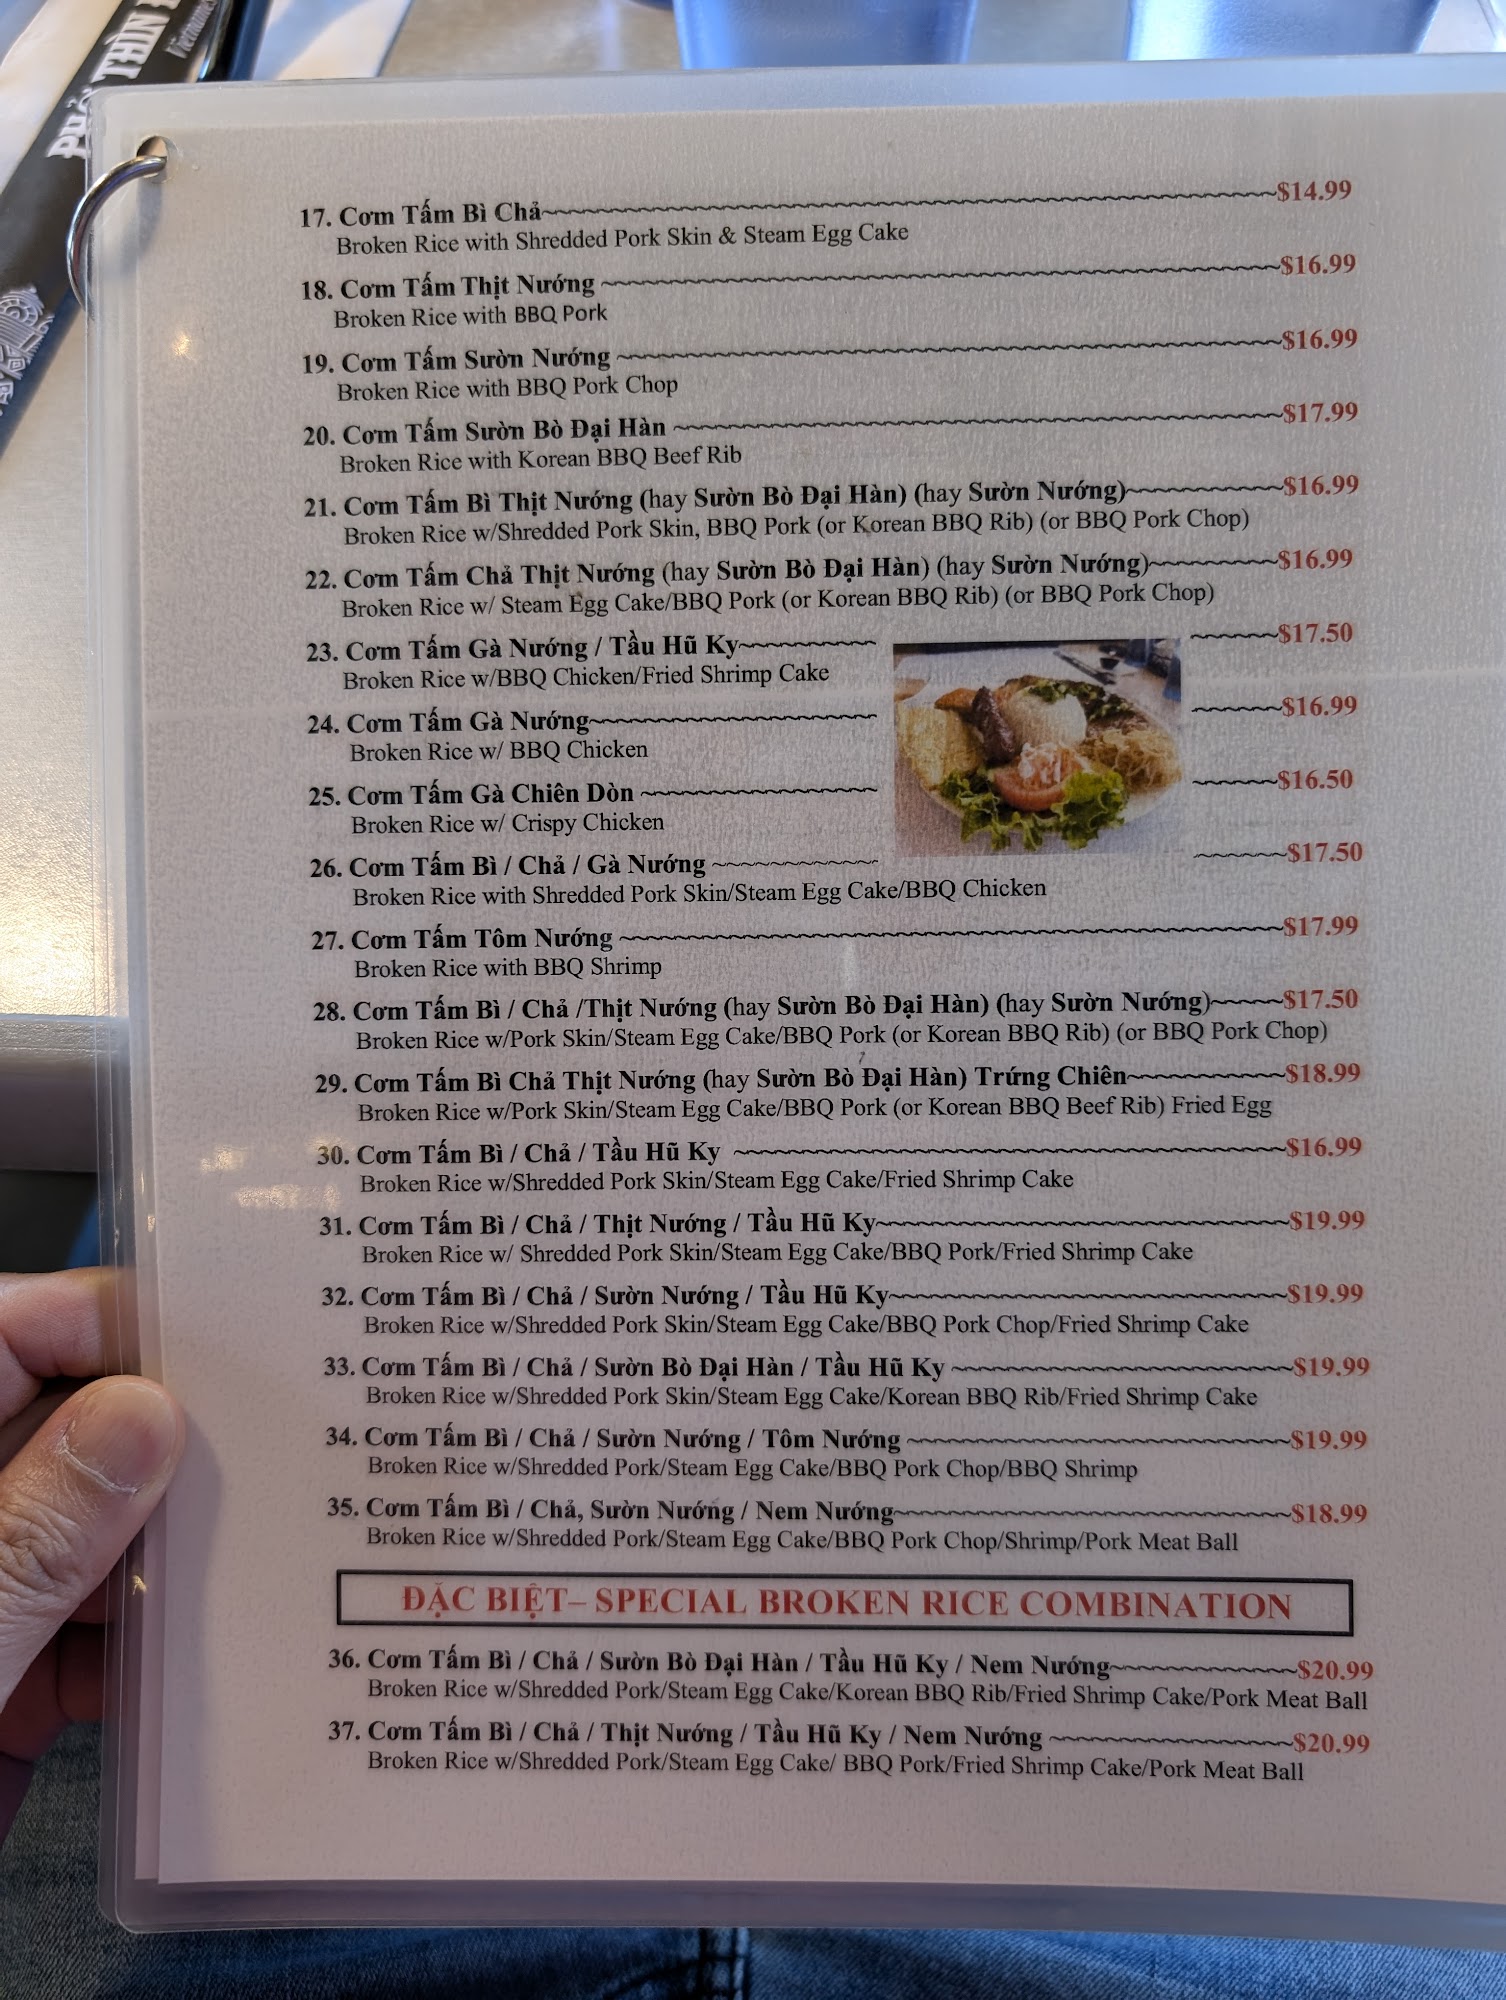 PHỞ THÌN
Vietnames
17. Cơm Tấm Bì Chả~~~$14.99
Broken Rice with Shredded Pork Skin & Steam Egg Cake
18. Cơm Tấm Thịt Nướng ~~~$16.99
Broken Rice with BBQ Pork
19. Cơm Tấm Sườn Nướng ~~~$16.99
Broken Rice with BBQ Pork Chop
20. Cơm Tấm Sườn Bò Đại Hàn ~~~$17.99
Broken Rice with Korean BBQ Beef Rib
21. Cơm Tấm Bì Thịt Nướng (hay Sườn Bò Đại Hàn) (hay Sườn Nướng)~~~$16.99
Broken Rice w/Shredded Pork Skin, BBQ Pork (or Korean BBQ Rib) (or BBQ Pork Chop)
22. Cơm Tấm Chả Thịt Nướng (hay Sườn Bò Đại Hàn) (hay Sườn Nướng)~~~$16.99
Broken Rice w/ Steam Egg Cake/BBQ Pork (or Korean BBQ Rib) (or BBQ Pork Chop)
23. Cơm Tấm Gà Nướng / Tầu Hũ Ky~~~$17.50
Broken Rice w/BBQ Chicken/Fried Shrimp Cake
24. Cơm Tấm Gà Nướng~~~$16.99
Broken Rice w/ BBQ Chicken
25. Cơm Tấm Gà Chiên Dòn ~~~$16.50
Broken Rice w/ Crispy Chicken
26. Cơm Tấm Bì / Chả / Gà Nướng ~~~$17.50
Broken Rice with Shredded Pork Skin/Steam Egg Cake/BBQ Chicken
27. Cơm Tấm Tôm Nướng ~~~$17.99
Broken Rice with BBQ Shrimp
28. Cơm Tấm Bì / Chả /Thịt Nướng (hay Sườn Bò Đại Hàn) (hay Sườn Nướng)~~~$17.50
Broken Rice w/Pork Skin/Steam Egg Cake/BBQ Pork (or Korean BBQ Rib) (or BBQ Pork Chop)
29. Cơm Tấm Bì Chả Thịt Nướng (hay Sườn Bò Đại Hàn) Trứng Chiên~~~$18.99
Broken Rice w/Pork Skin/Steam Egg Cake/BBQ Pork (or Korean BBQ Beef Rib) Fried Egg
30. Cơm Tấm Bì / Chả / Tầu Hũ Ky ~~~$16.99
Broken Rice w/Shredded Pork Skin/Steam Egg Cake/Fried Shrimp Cake
31. Cơm Tấm Bì / Chả / Thịt Nướng / Tầu Hũ Ky~~~$19.99
Broken Rice w/ Shredded Pork Skin/Steam Egg Cake/BBQ Pork/Fried Shrimp Cake
32. Cơm Tấm Bì / Chả / Sườn Nướng / Tầu Hũ Ky~~~$19.99
Broken Rice w/Shredded Pork Skin/Steam Egg Cake/BBQ Pork Chop/Fried Shrimp Cake
33. Cơm Tấm Bì / Chả / Sườn Bò Đại Hàn / Tầu Hũ Ky ~~~$19.99
Broken Rice w/Shredded Pork Skin/Steam Egg Cake/Korean BBQ Rib/Fried Shrimp Cake
34. Cơm Tấm Bì / Chả / Sườn Nướng / Tôm Nướng ~~~$19.99
Broken Rice w/Shredded Pork/Steam Egg Cake/BBQ Pork Chop/BBQ Shrimp
35. Cơm Tấm Bì / Chả, Sườn Nướng / Nem Nướng~~~$18.99
Broken Rice w/Shredded Pork/Steam Egg Cake/BBQ Pork Chop/Shrimp/Pork Meat Ball
ĐẶC BIỆT– SPECIAL BROKEN RICE COMBINATION
36. Cơm Tấm Bì / Chả / Sườn Bò Đại Hàn / Tầu Hũ Ky / Nem Nướng~~~$20.99
Broken Rice w/Shredded Pork/Steam Egg Cake/Korean BBQ Rib/Fried Shrimp Cake/Pork Meat Ball
37. Cơm Tấm Bì / Chả / Thịt Nướng / Tầu Hũ Ky / Nem Nướng ~~~$20.99
Broken Rice w/Shredded Pork/Steam Egg Cake/ BBQ Pork/Fried Shrimp Cake/Pork Meat Ball